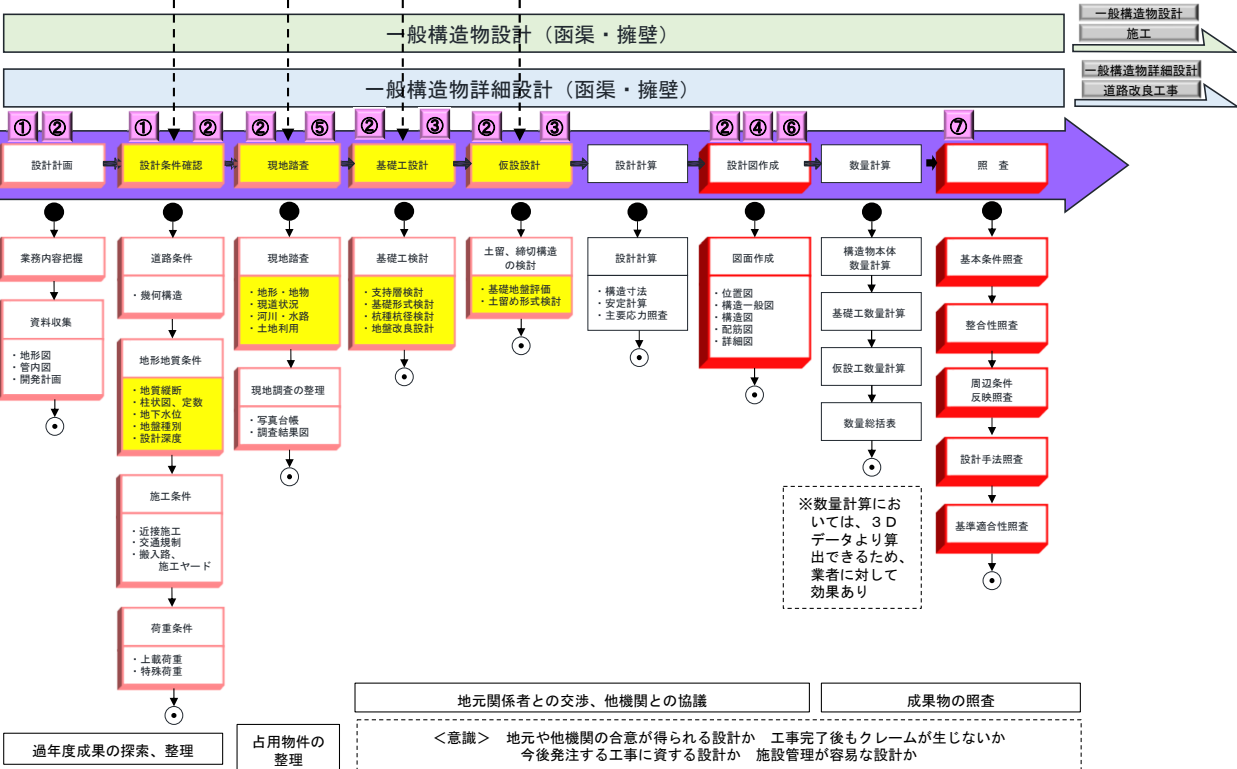 一般構造物設計（函渠・擁壁）
一般構造物設計
施工
一般構造物詳細設計（函渠・擁壁）
一般構造物詳細設計
道路改良工事
① ② ① ② ② ⑤ ② ③ ② ③ ② ④ ⑥ ⑦
設計計画
設計条件確認
現地踏査
基礎工設計
仮設設計
設計計算
設計図作成
数量計算
照　査
業務内容把握
資料収集
・地形図
・管内図
・開発計画
道路条件
・幾何構造
地形地質条件
・地質縦断
・柱状図、定数
・地下水位
・地盤種別
・設計深度
施工条件
・近接施工
・交通規制
・搬入路、
施工ヤード
荷重条件
・上載荷重
・特殊荷重
現地踏査
・地形・地物
・現道状況
・河川・水路
・土地利用
現地調査の整理
・写真台帳
・調査結果図
基礎工検討
・支持層検討
・基礎形式検討
・杭種杭径検討
・地盤改良設計
土留、締切構造
の検討
・基礎地盤評価
・土留め形式検討
設計計算
・構造寸法
・安定計算
・主要応力照査
図面作成
・位置図
・構造一般図
・構造図
・配筋図
・詳細図
構造物本体
数量計算
基礎工数量計算
仮設工数量計算
数量総括表
※数量計算にお
いては、３Ｄ
データより算
出できるため、
業者に対して
効果あり
基本条件照査
整合性照査
周辺条件
反映照査
設計手法照査
基準適合性照査
過年度成果の探索、整理
占用物件の
整理
地元関係者との交渉、他機関との協議
成果物の照査
＜意識＞　地元や他機関の合意が得られる設計か　工事完了後もクレームが生じないか
今後発注する工事に資する設計か　施設管理が容易な設計か